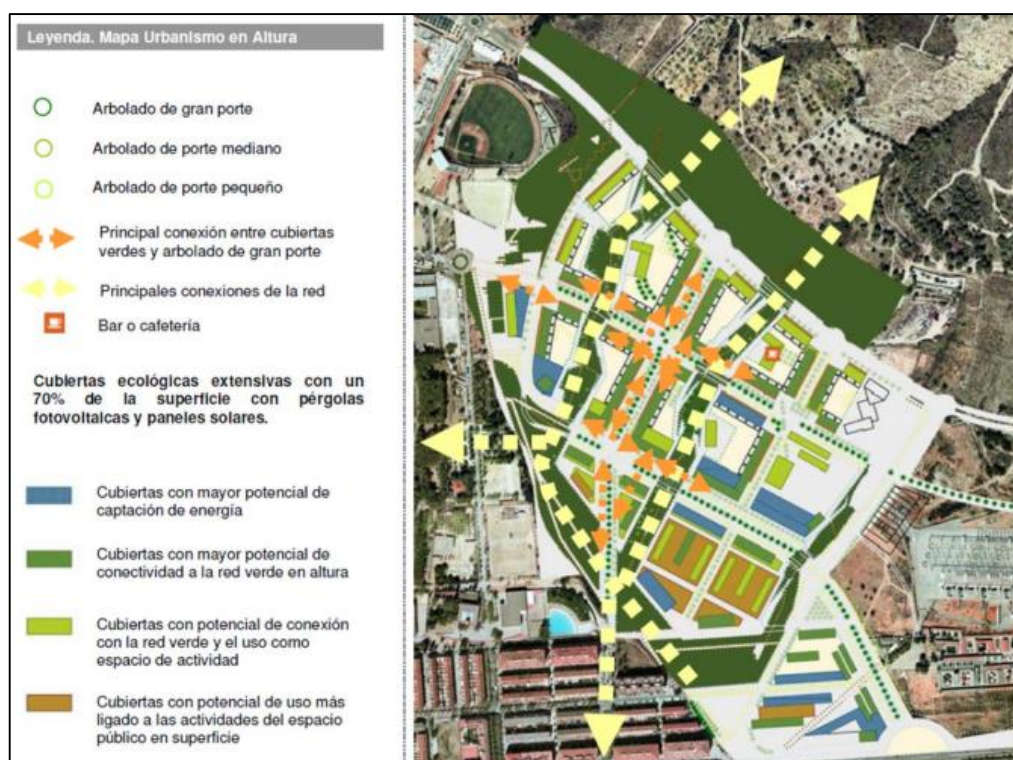 Leyenda. Mapa Urbanismo en Altura
Arbolado de gran porte
Arbolado de porte mediano
Arbolado de porte pequeño
Principal conexión entre cubiertas
verdes y arbolado de gran porte
Principales conexiones de la red
Bar o cafetería
Cubiertas ecológicas extensivas con un
70% de la superficie con pérgolas
fotovoltaicas y paneles solares.
Cubiertas con mayor potencial de
captación de energía
Cubiertas con mayor potencial de
conectividad a la red verde en altura
Cubiertas con potencial de conexión
con la red verde y el uso como
espacio de actividad
Cubiertas con potencial de uso más
ligado a las actividades del espacio
público en superficie